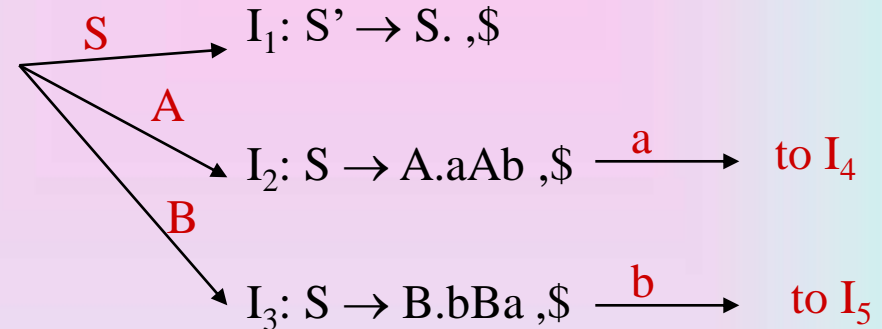 S I₁: S’ → S. ,$
A
I₂: S → A.aAb ,$ a to I₄
B
I₃: S → B.bBa ,$ b to I₅